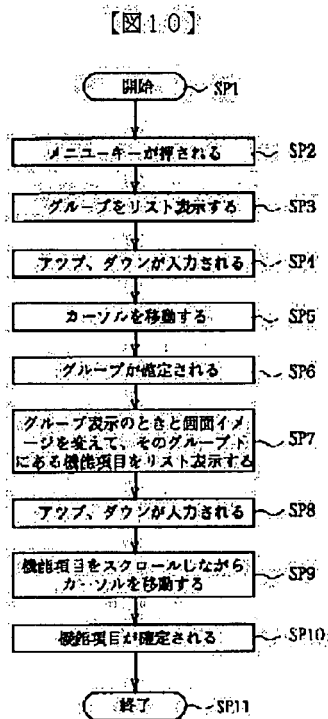 【図１０】
開始 SP1
メニユーキーが押される SP2
グループをリスト表示する SP3
アツプ、ダウンが入力される SP4
カーソルを移動する SP5
グループが確定される SP6
グループ表示のときと画面イメ
ージを変えて、そのグループ下
にある機能項目をリスト表示する SP7
アツプ、ダウンが入力される SP8
機能項目をスクロールしながら
カーソルを移動する SP9
機能項目が確定される SP10
終了 SP11